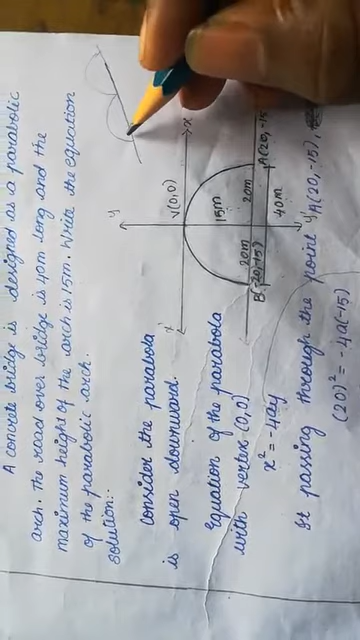 A concrete bridge is designed as a parabolic
arch. The road over bridge is 40m long and the
maximum height of the arch is 15m. Write the equation
of the parabolic arch.
solution:-
Consider the parabola
is open downward.
Equation of the parabola
with vertex (0,0)
x² = -4ay
It passing through the point A(20,-15),
(20)² = -4a(-15)
y
x
x'
V(0,0)
15m
20m
20m
A(20,-15
B(-20,-15)
40m
y'